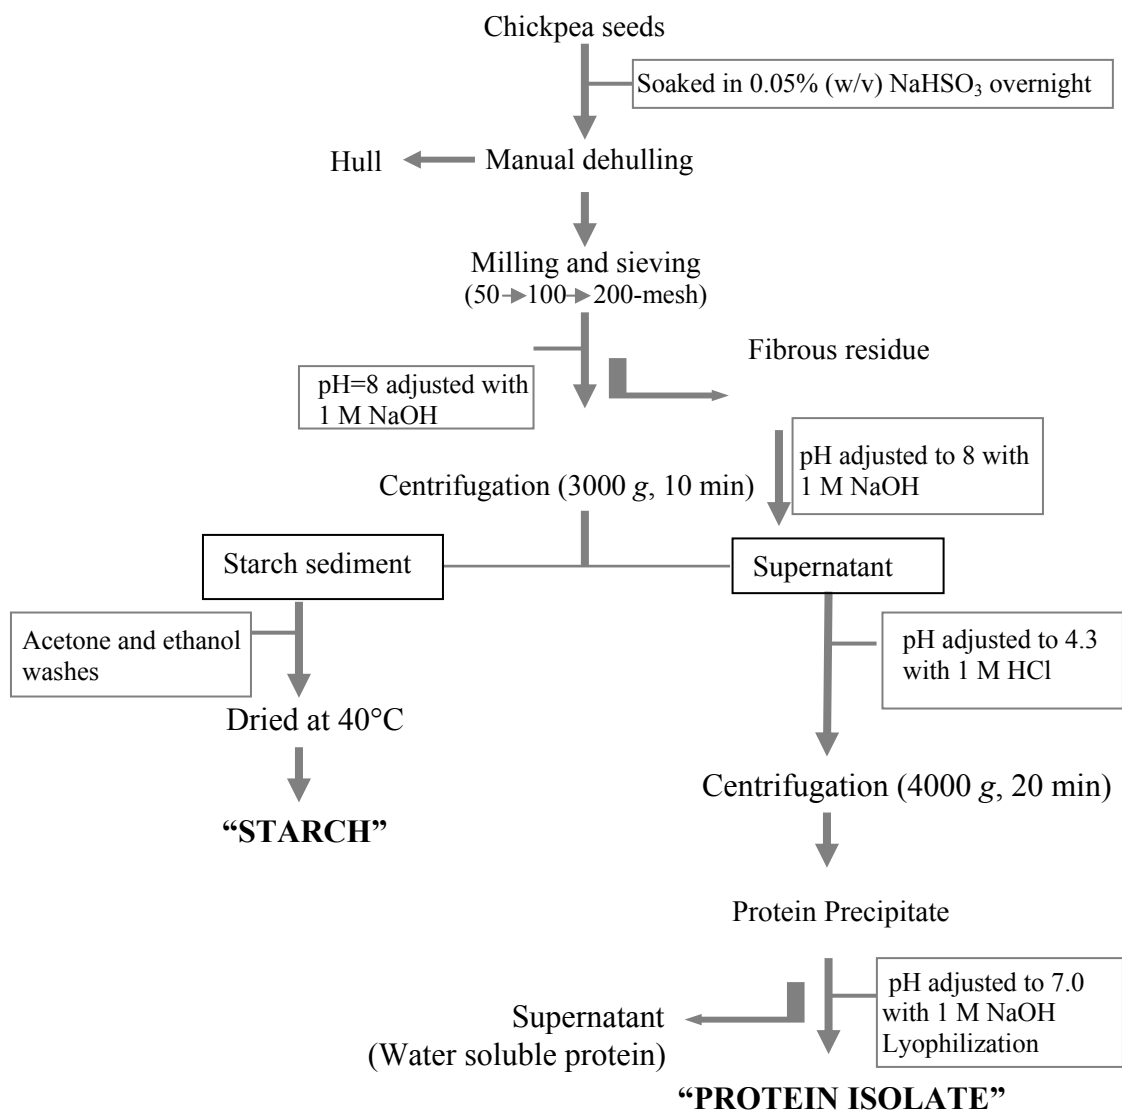 Chickpea seeds
Soaked in 0.05% (w/v) NaHSO₃ overnight
Hull
Manual dehulling
Milling and sieving
(50→100→200-mesh)
Fibrous residue
pH=8 adjusted with
1 M NaOH
pH adjusted to 8 with
1 M NaOH
Centrifugation (3000 g, 10 min)
Starch sediment
Supernatant
Acetone and ethanol
washes
pH adjusted to 4.3
with 1 M HCl
Dried at 40°C
Centrifugation (4000 g, 20 min)
“STARCH”
Protein Precipitate
pH adjusted to 7.0
with 1 M NaOH
Lyophilization
Supernatant
(Water soluble protein)
“PROTEIN ISOLATE”